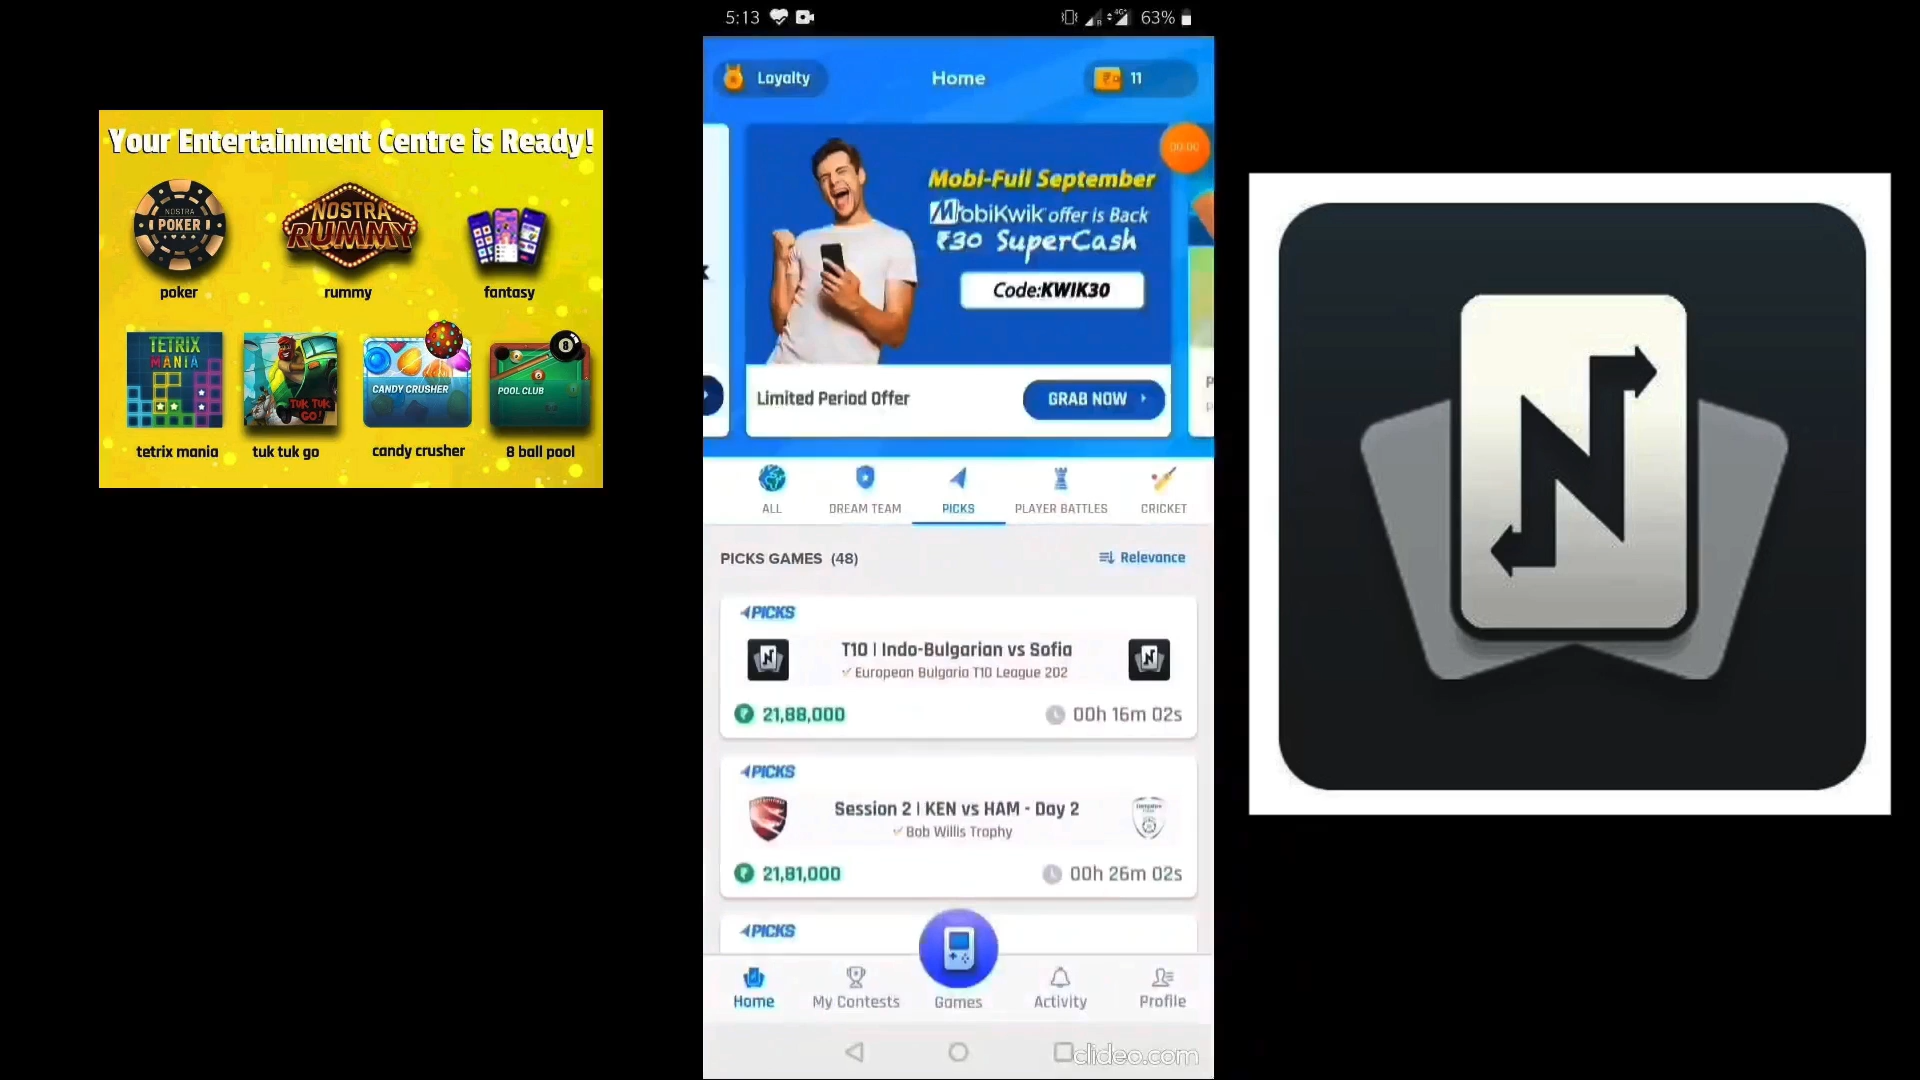 Your Entertainment Centre is Ready!
NOSTRA
POKER
NOSTRA
RUMMY
poker
rummy
fantasy
TETRIX
MANIA
TUK TUK
GO!
CANDY CRUSHER
POOL CLUB
8
tetrix mania
tuk tuk go
candy crusher
8 ball pool
5:13
4G+
R
63%
Loyalty
Home
11
00:00
Mobi-Full September
MobiKwik offer is Back
₹30 SuperCash
Code:KWIK30
Limited Period Offer
GRAB NOW
ALL
DREAM TEAM
PICKS
PLAYER BATTLES
CRICKET
PICKS GAMES (48)
Relevance
PICKS
N
T10 | Indo-Bulgarian vs Sofia
N
European Bulgaria T10 League 202
₹ 21,88,000
00h 16m 02s
PICKS
Session 2 | KEN vs HAM - Day 2
Bob Willis Trophy
₹ 21,81,000
00h 26m 02s
PICKS
Home
My Contests
Games
Activity
Profile
clideo.com
N